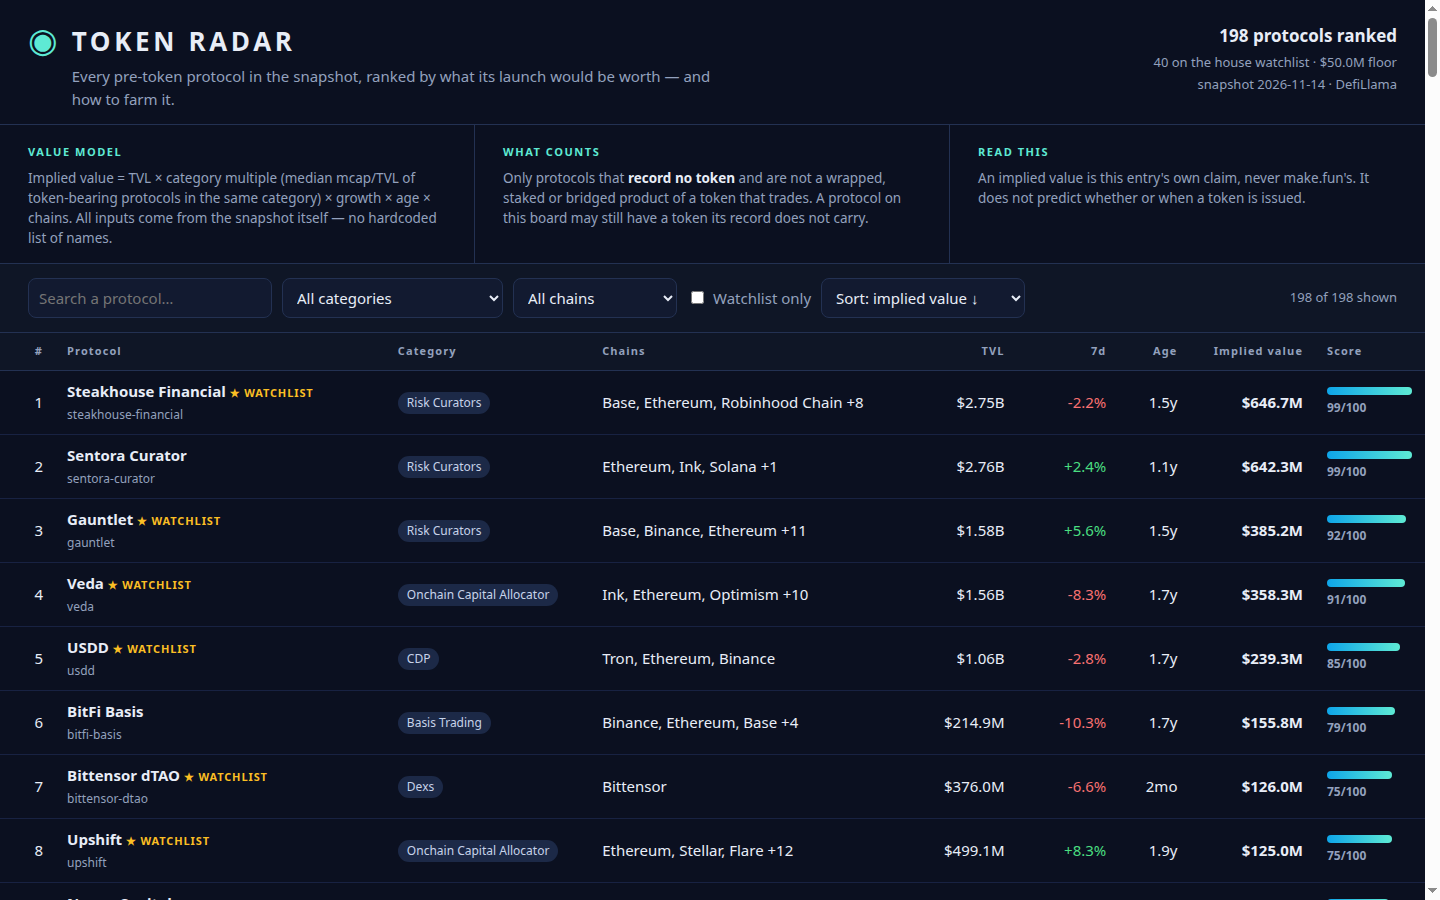 TOKEN RADAR
Every pre-token protocol in the snapshot, ranked by what its launch would be worth — and
how to farm it.
198 protocols ranked
40 on the house watchlist · $50.0M floor
snapshot 2026-11-14 · DefiLlama
VALUE MODEL
Implied value = TVL × category multiple (median mcap/TVL of
token-bearing protocols in the same category) × growth × age ×
chains. All inputs come from the snapshot itself — no hardcoded
list of names.
WHAT COUNTS
Only protocols that record no token and are not a wrapped,
staked or bridged product of a token that trades. A protocol on
this board may still have a token its record does not carry.
READ THIS
An implied value is this entry's own claim, never make.fun's. It
does not predict whether or when a token is issued.
Search a protocol... All categories All chains Watchlist only Sort: implied value ↓ 198 of 198 shown
# Protocol Category Chains TVL 7d Age Implied value Score
1 Steakhouse Financial ★ WATCHLIST Risk Curators Base, Ethereum, Robinhood Chain +8 $2.75B -2.2% 1.5y $646.7M 99/100
steakhouse-financial
2 Sentora Curator Risk Curators Ethereum, Ink, Solana +1 $2.76B +2.4% 1.1y $642.3M 99/100
sentora-curator
3 Gauntlet ★ WATCHLIST Risk Curators Base, Binance, Ethereum +11 $1.58B +5.6% 1.5y $385.2M 92/100
gauntlet
4 Veda ★ WATCHLIST Onchain Capital Allocator Ink, Ethereum, Optimism +10 $1.56B -8.3% 1.7y $358.3M 91/100
veda
5 USDD ★ WATCHLIST CDP Tron, Ethereum, Binance $1.06B -2.8% 1.7y $239.3M 85/100
usdd
6 BitFi Basis Basis Trading Binance, Ethereum, Base +4 $214.9M -10.3% 1.7y $155.8M 79/100
bitfi-basis
7 Bittensor dTAO ★ WATCHLIST Dexs Bittensor $376.0M -6.6% 2mo $126.0M 75/100
bittensor-dtao
8 Upshift ★ WATCHLIST Onchain Capital Allocator Ethereum, Stellar, Flare +12 $499.1M +8.3% 1.9y $125.0M 75/100
upshift